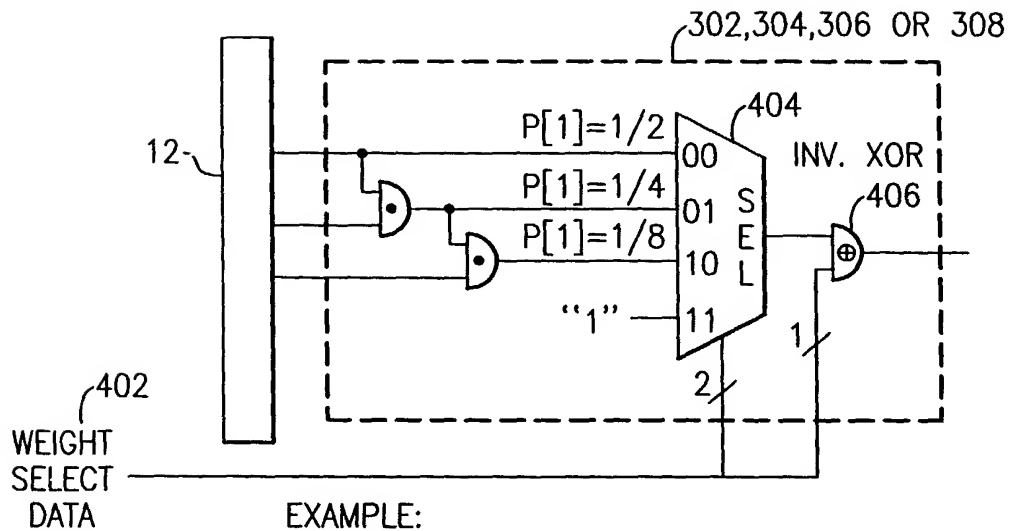 302,304,306 OR 308
404
P[1]=1/2
00
INV. XOR
12
P[1]=1/4
01
S
E
L
406
⊕
P[1]=1/8
10
"1"
11
1
2
402
WEIGHT
SELECT
DATA
EXAMPLE: